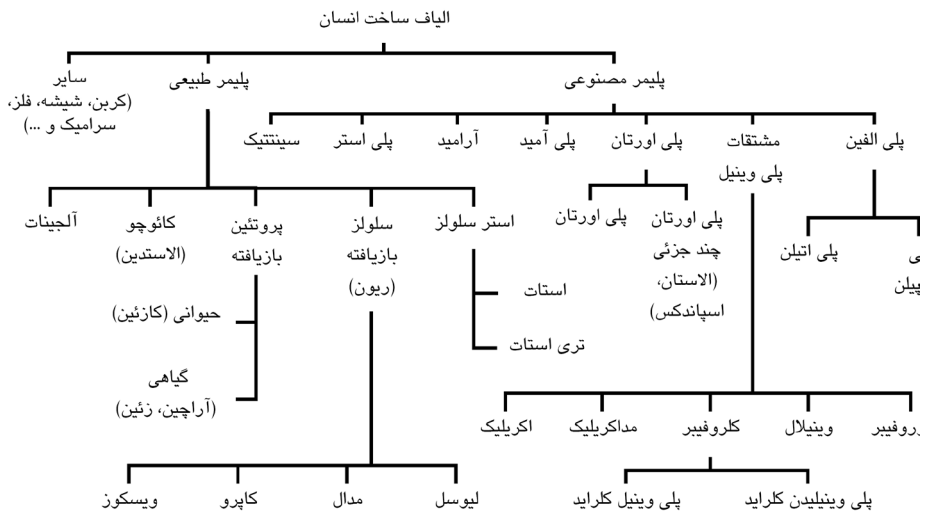 الیاف ساخت انسان
پلیمر مصنوعی
پلیمر طبیعی
سایر
(کربن، شیشه، فلز،
سرامیک و ...)
پلی الفین
مشتقات
پلی وینیل
پلی اورتان
پلی آمید
آرامید
پلی استر
سینتتیک
پلی اتیلن
پلی اورتان
چند جزئی
(الاستان،
اسپاندکس)
پلی اورتان
استر سلولز
سلولز
بازیافته
(ریون)
پروتئین
بازیافته
کائوچو
(الاستدین)
آلجینات
استات
تری استات
حیوانی (کازئین)
گیاهی
(آراچین، زئین)
وینیلال
کلروفیبر
مداکریلیک
اکریلیک
پلی وینیلیدن کلراید
پلی وینیل کلراید
لیوسل
مدال
کاپرو
ویسکوز